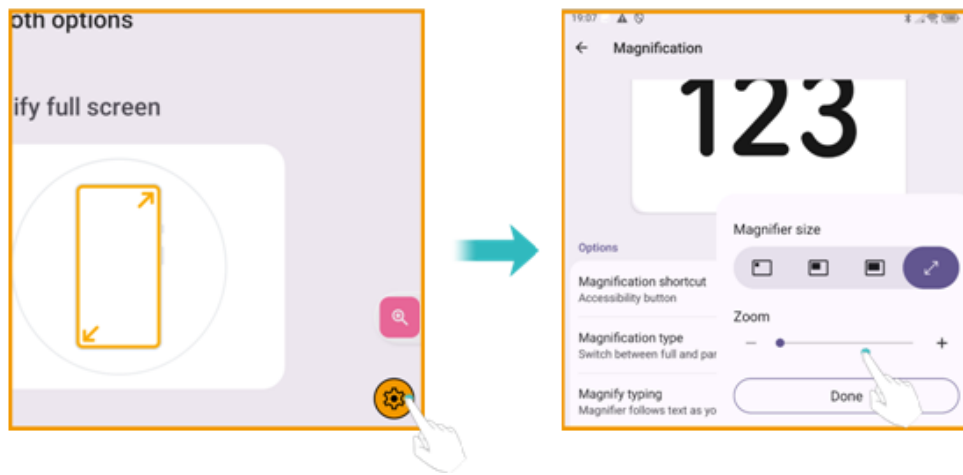 oth options
ify full screen
19:07
Magnification
123
Magnifier size
Options
Magnification shortcut
Accessibility button
Zoom
Magnification type
Switch between full and par
Done
Magnify typing
Magnifier follows text as yo